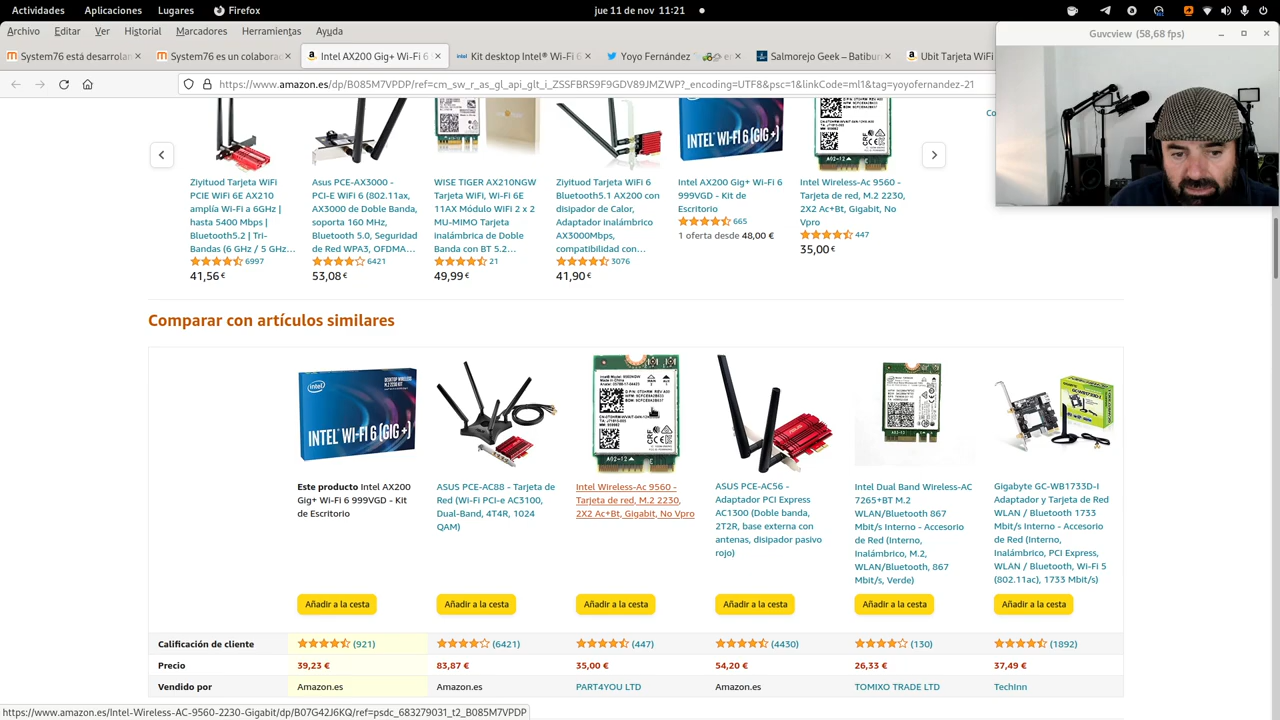 Actividades Aplicaciones Lugares Firefox jue 11 de nov 11:21
Archivo Editar Ver Historial Marcadores Herramientas Ayuda
Guvcview (58,68 fps)
System76 está desarrolan
System76 es un colaborac
Intel AX200 Gig+ Wi-Fi 6
Kit desktop Intel® Wi-Fi 6
Yoyo Fernández
Salmorejo Geek – Batibur
Ubit Tarjeta WiFi
https://www.amazon.es/dp/B085M7VPDP/ref=cm_sw_r_as_gl_api_glt_i_ZSSFBRS9F9GDV89JMZWP?_encoding=UTF8&psc=1&linkCode=ml1&tag=yoyofernandez-21
Co
INTEL WI-FI 6 (GIG+)
Ziyituod Tarjeta WiFi
PCIE WiFi 6E AX210
amplía Wi-Fi a 6GHz |
hasta 5400 Mbps |
Bluetooth5.2 | Tri-
Bandas (6 GHz / 5 GHz...
6997
41,56 €
Asus PCE-AX3000 -
PCI-E WiFi 6 (802.11ax,
AX3000 de Doble Banda,
soporta 160 MHz,
Bluetooth 5.0, Seguridad
de Red WPA3, OFDMA...
6421
53,08 €
WISE TIGER AX210NGW
Tarjeta WiFi, Wi-Fi 6E
11AX Módulo WIFI 2 x 2
MU-MIMO Tarjeta
Inalámbrica de Doble
Banda con BT 5.2...
21
49,99 €
Ziyituod Tarjeta WiFi 6
Bluetooth5.1 AX200 con
disipador de Calor,
Adaptador inalámbrico
AX3000Mbps,
compatibilidad con...
3076
41,90 €
Intel AX200 Gig+ Wi-Fi 6
999VGD - Kit de
Escritorio
665
1 oferta desde 48,00 €
Intel Wireless-Ac 9560 -
Tarjeta de red, M.2 2230,
2X2 Ac+Bt, Gigabit, No
Vpro
447
35,00 €
Comparar con artículos similares
intel
INTEL WI-FI 6 (GIG+)
Este producto Intel AX200
Gig+ Wi-Fi 6 999VGD - Kit
de Escritorio
ASUS PCE-AC88 - Tarjeta de
Red (Wi-Fi PCI-e AC3100,
Dual-Band, 4T4R, 1024
QAM)
Intel Wireless-Ac 9560 -
Tarjeta de red, M.2 2230,
2X2 Ac+Bt, Gigabit, No Vpro
ASUS PCE-AC56 -
Adaptador PCI Express
AC1300 (Doble banda,
2T2R, base externa con
antenas, disipador pasivo
rojo)
Intel Dual Band Wireless-AC
7265+BT M.2
WLAN/Bluetooth 867
Mbit/s Interno - Accesorio
de Red (Interno,
Inalámbrico, M.2,
WLAN/Bluetooth, 867
Mbit/s, Verde)
Gigabyte GC-WB1733D-I
Adaptador y Tarjeta de Red
WLAN / Bluetooth 1733
Mbit/s Interno - Accesorio
de Red (Interno,
Inalámbrico, PCI Express,
WLAN / Bluetooth, Wi-Fi 5
(802.11ac), 1733 Mbit/s)
Añadir a la cesta Añadir a la cesta Añadir a la cesta Añadir a la cesta Añadir a la cesta Añadir a la cesta
Calificación de cliente (921) (6421) (447) (4430) (130) (1892)
Precio 39,23 € 83,87 € 35,00 € 54,20 € 26,33 € 37,49 €
Vendido por Amazon.es Amazon.es PART4YOU LTD Amazon.es TOMIXO TRADE LTD TechInn
https://www.amazon.es/Intel-Wireless-AC-9560-2230-Gigabit/dp/B07G42J6KQ/ref=psdc_683279031_t2_B085M7VPDP